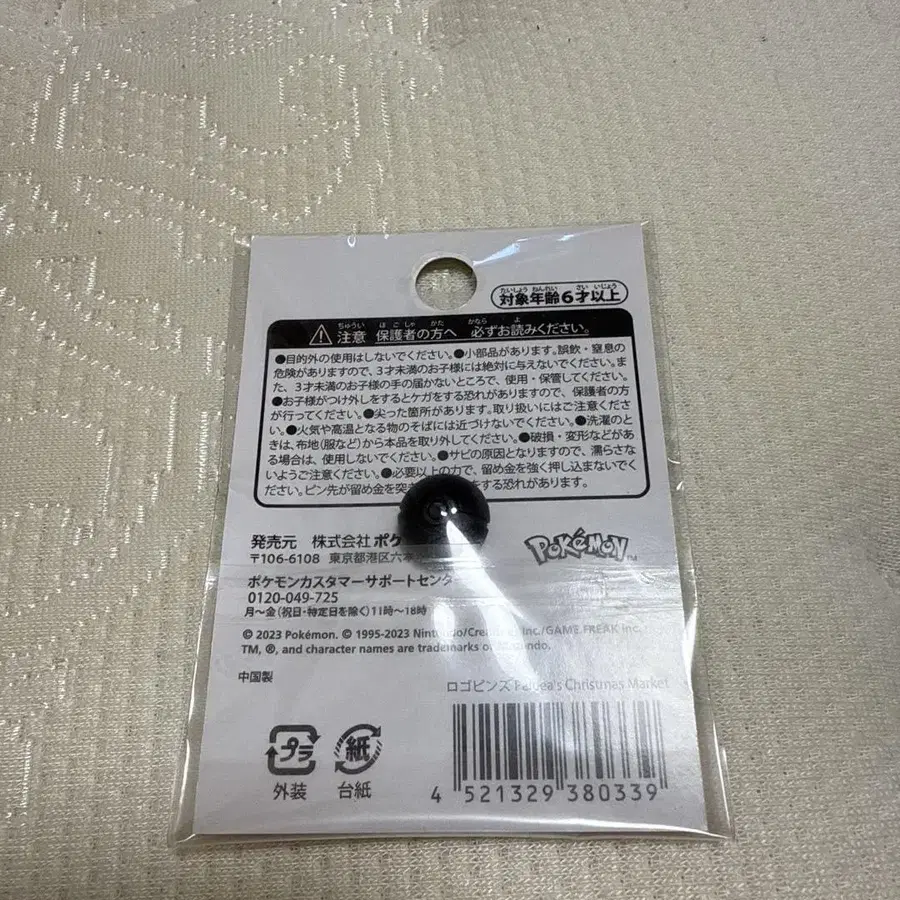 たいしょう ねんれい さい いじょう
対象年齢6才以上
ちゅうい ほごしゃ かた かなら よ
注意 保護者の方へ 必ずお読みください。
●目的外の使用はしないでください。●小部品があります。誤飲・窒息の
危険がありますので、3才未満のお子様には絶対に与えないでください。ま
た、3才未満のお子様の手の届かないところで、使用・保管してください。
●お子様がつけ外しをするとケガをする恐れがありますので、保護者の方
が行ってください。●尖った箇所があります。取り扱いにはご注意くださ
い。●火気や高温となる物のそばには近づけないでください。●洗濯のと
きは、布地(服など)から本品を取り外してください。●破損・変形などがあ
る場合は、使用しないでください。●サビの原因となりますので、濡らさな
いようご注意ください。●必要以上の力で、留め金を強く押し込まないでく
ださい。ピン先が留め金を突き をする恐れがあります。
発売元 株式会社ポケ
〒106-6108 東京都港区六本
Pokémon TM
ポケモンカスタマーサポートセンター
0120-049-725
月~金(祝日・特定日を除く)11時~18時
© 2023 Pokémon. © 1995-2023 Nintendo/Creatures Inc./GAME FREAK inc.
TM, ®, and character names are trademarks of Nintendo.
中国製
ロゴピンズ Paldea's Christmas Market
プラ
外装
紙
台紙
4 521329 380339